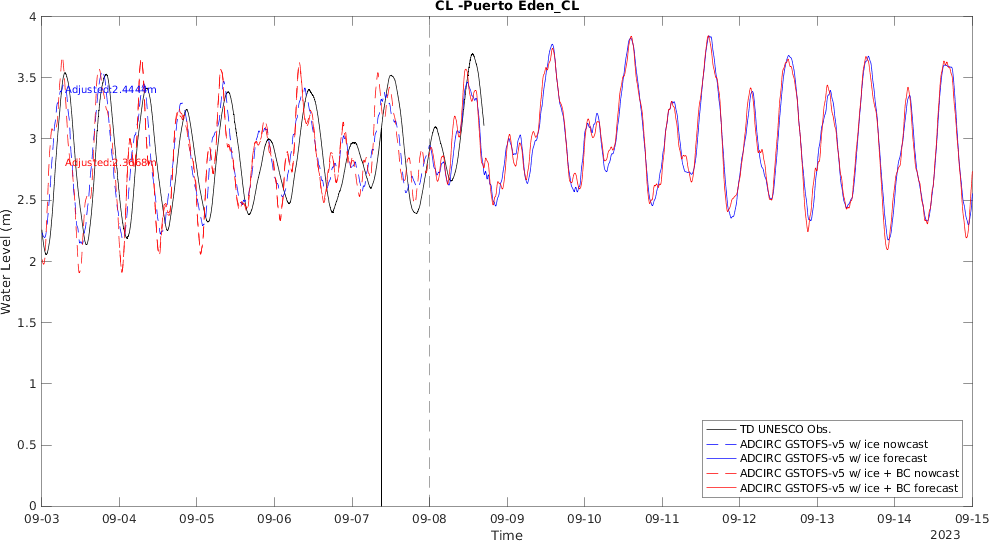 CL -Puerto Eden_CL
4
3.5
3
2.5
2
1.5
1
0.5
0
Water Level (m)
Adjusted:2.4444m
Adjusted:2.3668m
TD UNESCO Obs.
ADCIRC GSTOFS-v5 w/ ice nowcast
ADCIRC GSTOFS-v5 w/ ice forecast
ADCIRC GSTOFS-v5 w/ ice + BC nowcast
ADCIRC GSTOFS-v5 w/ ice + BC forecast
09-03 09-04 09-05 09-06 09-07 09-08 09-09 09-10 09-11 09-12 09-13 09-14 09-15
Time
2023